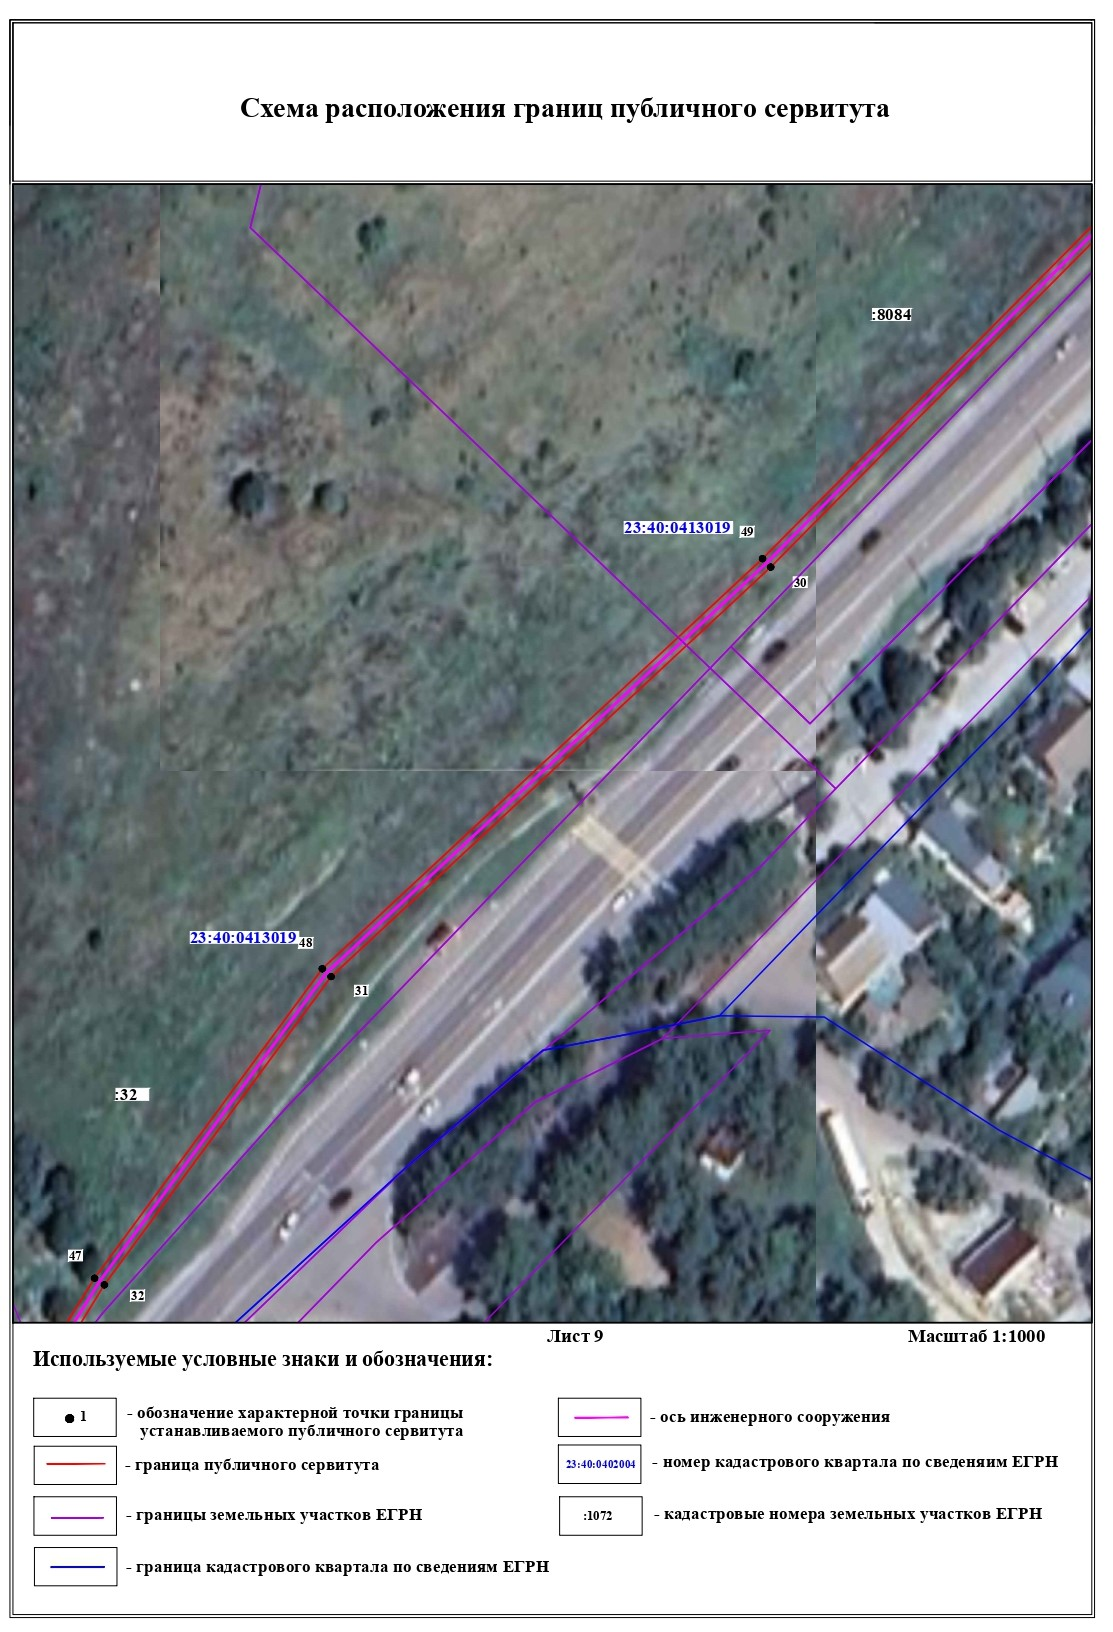 Схема расположения границ публичного сервитута
:8084
23:40:0413019
49
30
23:40:0413019
48
31
:32
47
32
Лист 9
Масштаб 1:1000
Используемые условные знаки и обозначения:
1
- обозначение характерной точки границы
устанавливаемого публичного сервитута
- граница публичного сервитута
- границы земельных участков ЕГРН
- граница кадастрового квартала по сведениям ЕГРН
- ось инженерного сооружения
23:40:0402004
- номер кадастрового квартала по сведеняим ЕГРН
:1072
- кадастровые номера земельных участков ЕГРН